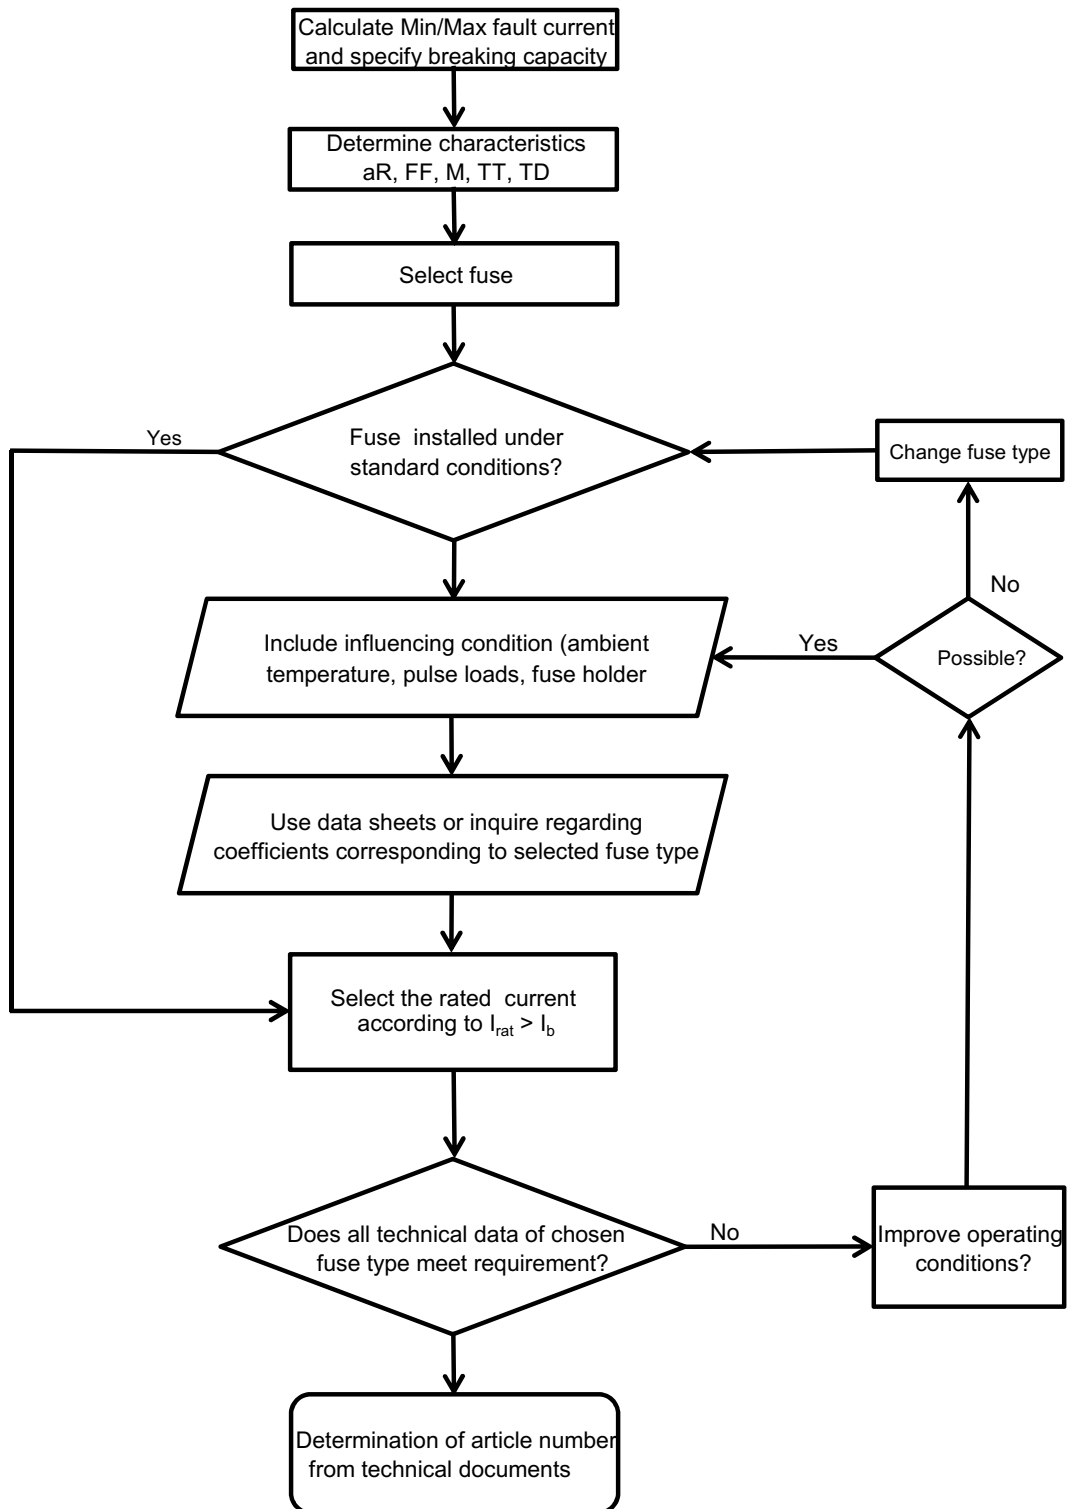 Calculate Min/Max fault current
and specify breaking capacity
Determine characteristics
aR, FF, M, TT, TD
Select fuse
Yes
Fuse installed under
standard conditions?
Change fuse type
No
Include influencing condition (ambient
temperature, pulse loads, fuse holder
Yes
Possible?
Use data sheets or inquire regarding
coefficients corresponding to selected fuse type
Select the rated current
according to Irat > Ib
Does all technical data of chosen
fuse type meet requirement?
No
Improve operating
conditions?
Determination of article number
from technical documents